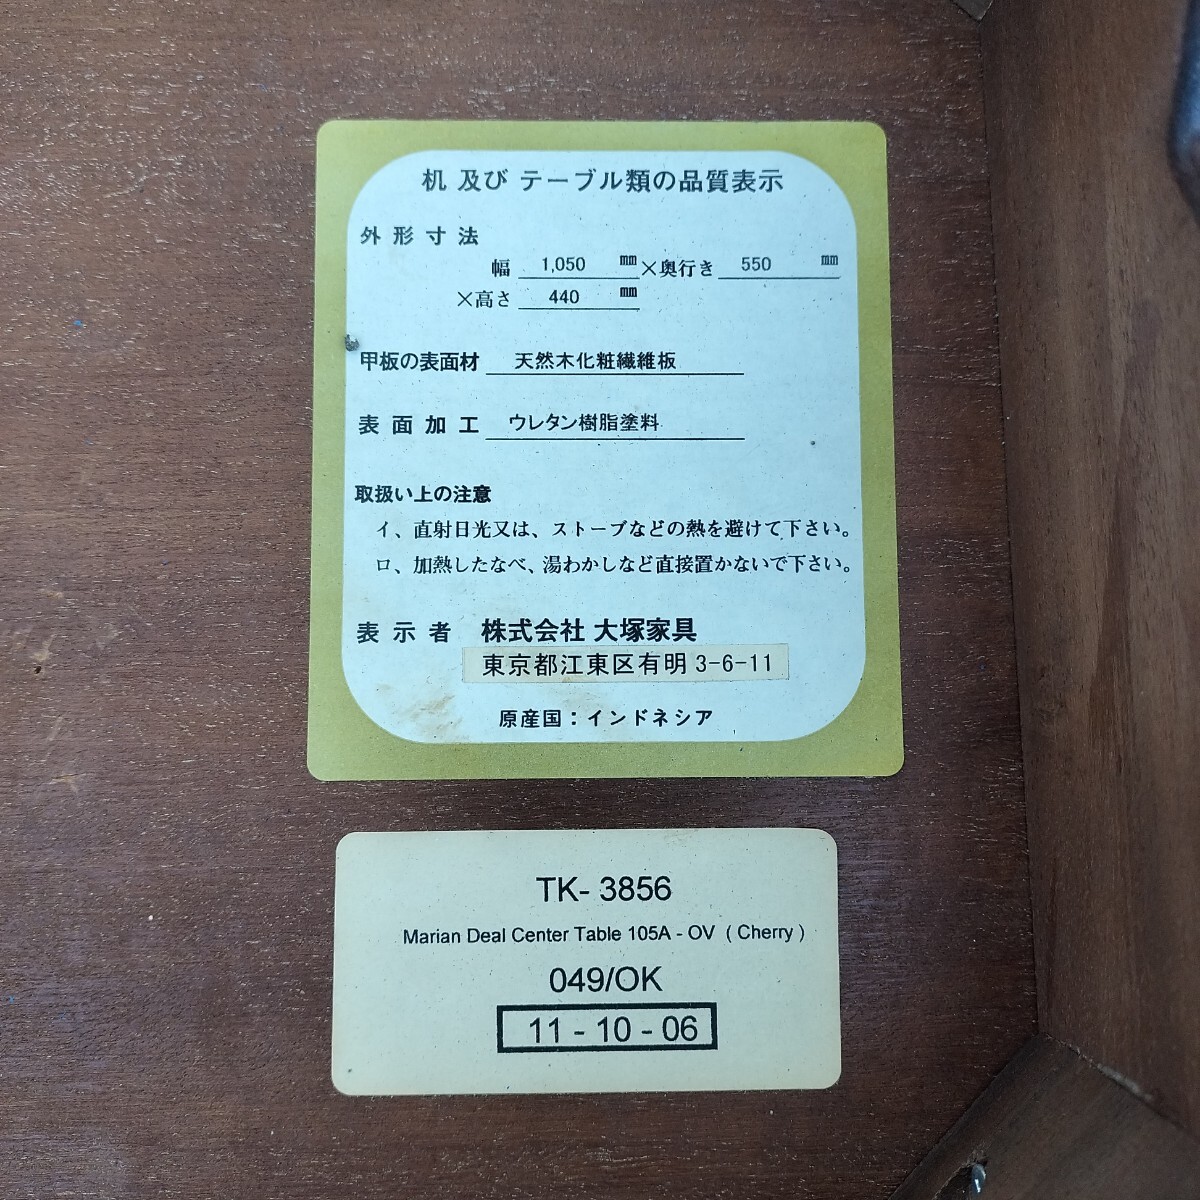 机 及び テーブル類の品質表示
外形寸法
幅 1,050 ㎜ ×奥行き 550 ㎜
×高さ 440 ㎜
甲板の表面材 天然木化粧繊維板
表面加工 ウレタン樹脂塗料
取扱い上の注意
イ、直射日光又は、ストーブなどの熱を避けて下さい。
ロ、加熱したなべ、湯わかしなど直接置かないで下さい。
表示者 株式会社 大塚家具
東京都江東区有明 3-6-11
原産国：インドネシア
TK- 3856
Marian Deal Center Table 105A - OV ( Cherry )
049/OK
11 - 10 - 06